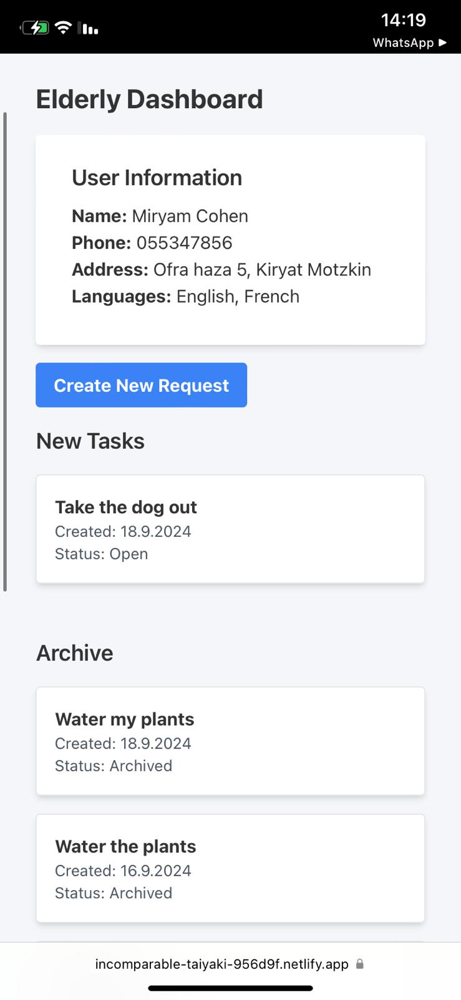 14:19
WhatsApp ▶
Elderly Dashboard
User Information
Name: Miryam Cohen
Phone: 055347856
Address: Ofra haza 5, Kiryat Motzkin
Languages: English, French
Create New Request
New Tasks
Take the dog out
Created: 18.9.2024
Status: Open
Archive
Water my plants
Created: 18.9.2024
Status: Archived
Water the plants
Created: 16.9.2024
Status: Archived
incomparable-taiyaki-956d9f.netlify.app